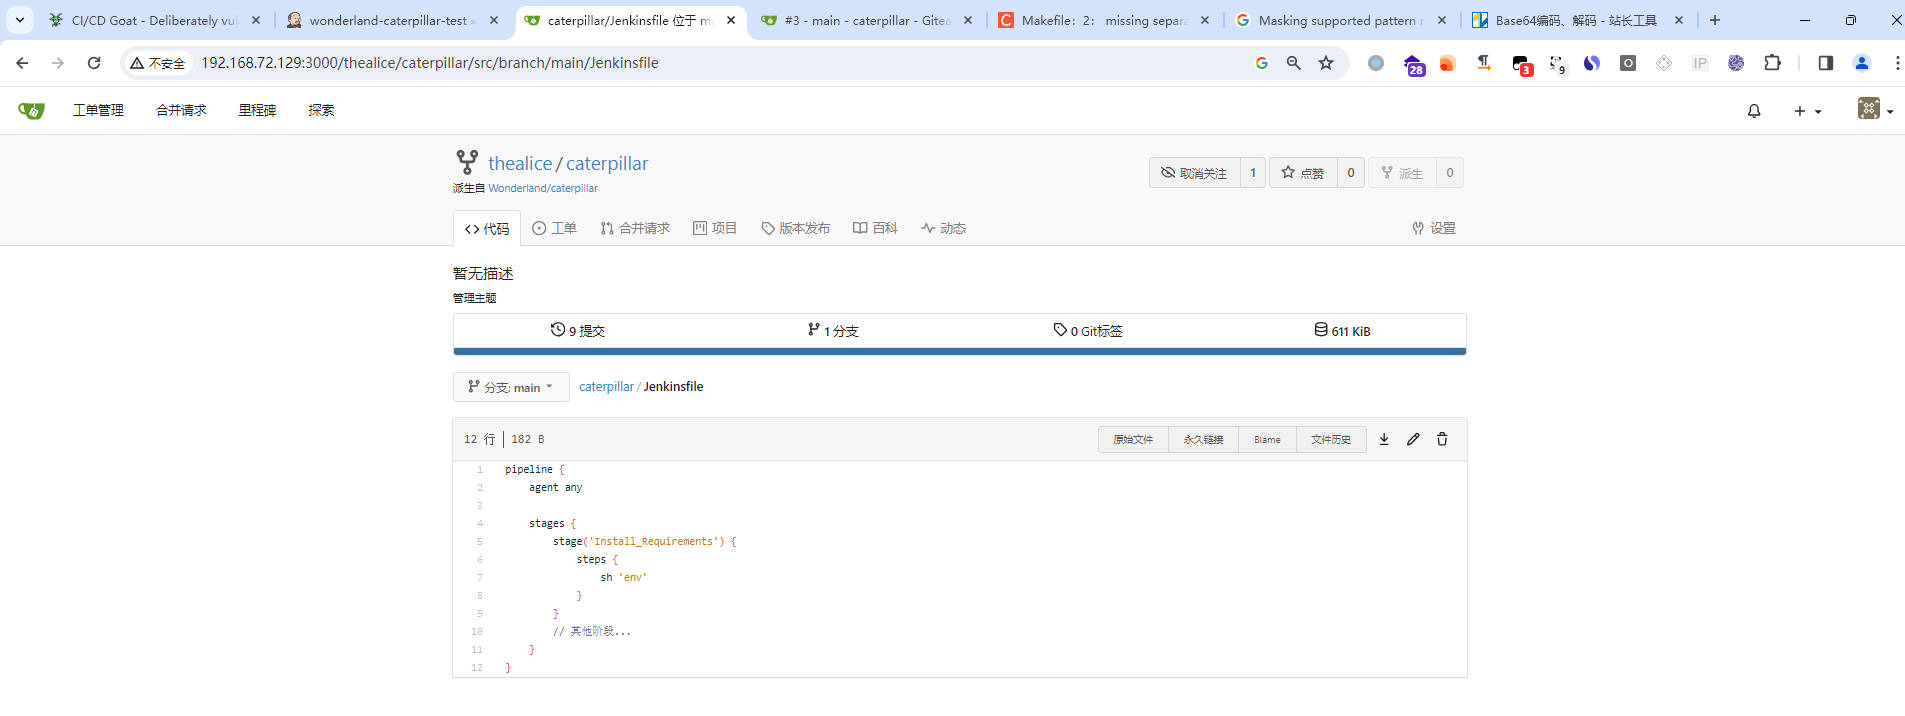 CI/CD Goat - Deliberately vul
wonderland-caterpillar-test
caterpillar/Jenkinsfile 位于 m
#3 - main - caterpillar - Gitea
Makefile：2： missing separ
Masking supported pattern
Base64编码、解码 - 站长工具
不安全
192.168.72.129:3000/thealice/caterpillar/src/branch/main/Jenkinsfile
28
3
9
IP
工单管理 合并请求 里程碑 探索
thealice / caterpillar
派生自 Wonderland/caterpillar
取消关注 1
点赞 0
派生 0
代码 工单 合并请求 项目 版本发布 百科 动态 设置
暂无描述
管理主题
9 提交 1 分支 0 Git标签 611 KiB
分支: main caterpillar / Jenkinsfile
12 行 182 B 原始文件 永久链接 Blame 文件历史
1 pipeline {
2 agent any
3
4 stages {
5 stage('Install_Requirements') {
6 steps {
7 sh 'env'
8 }
9 }
10 // 其他阶段...
11 }
12 }